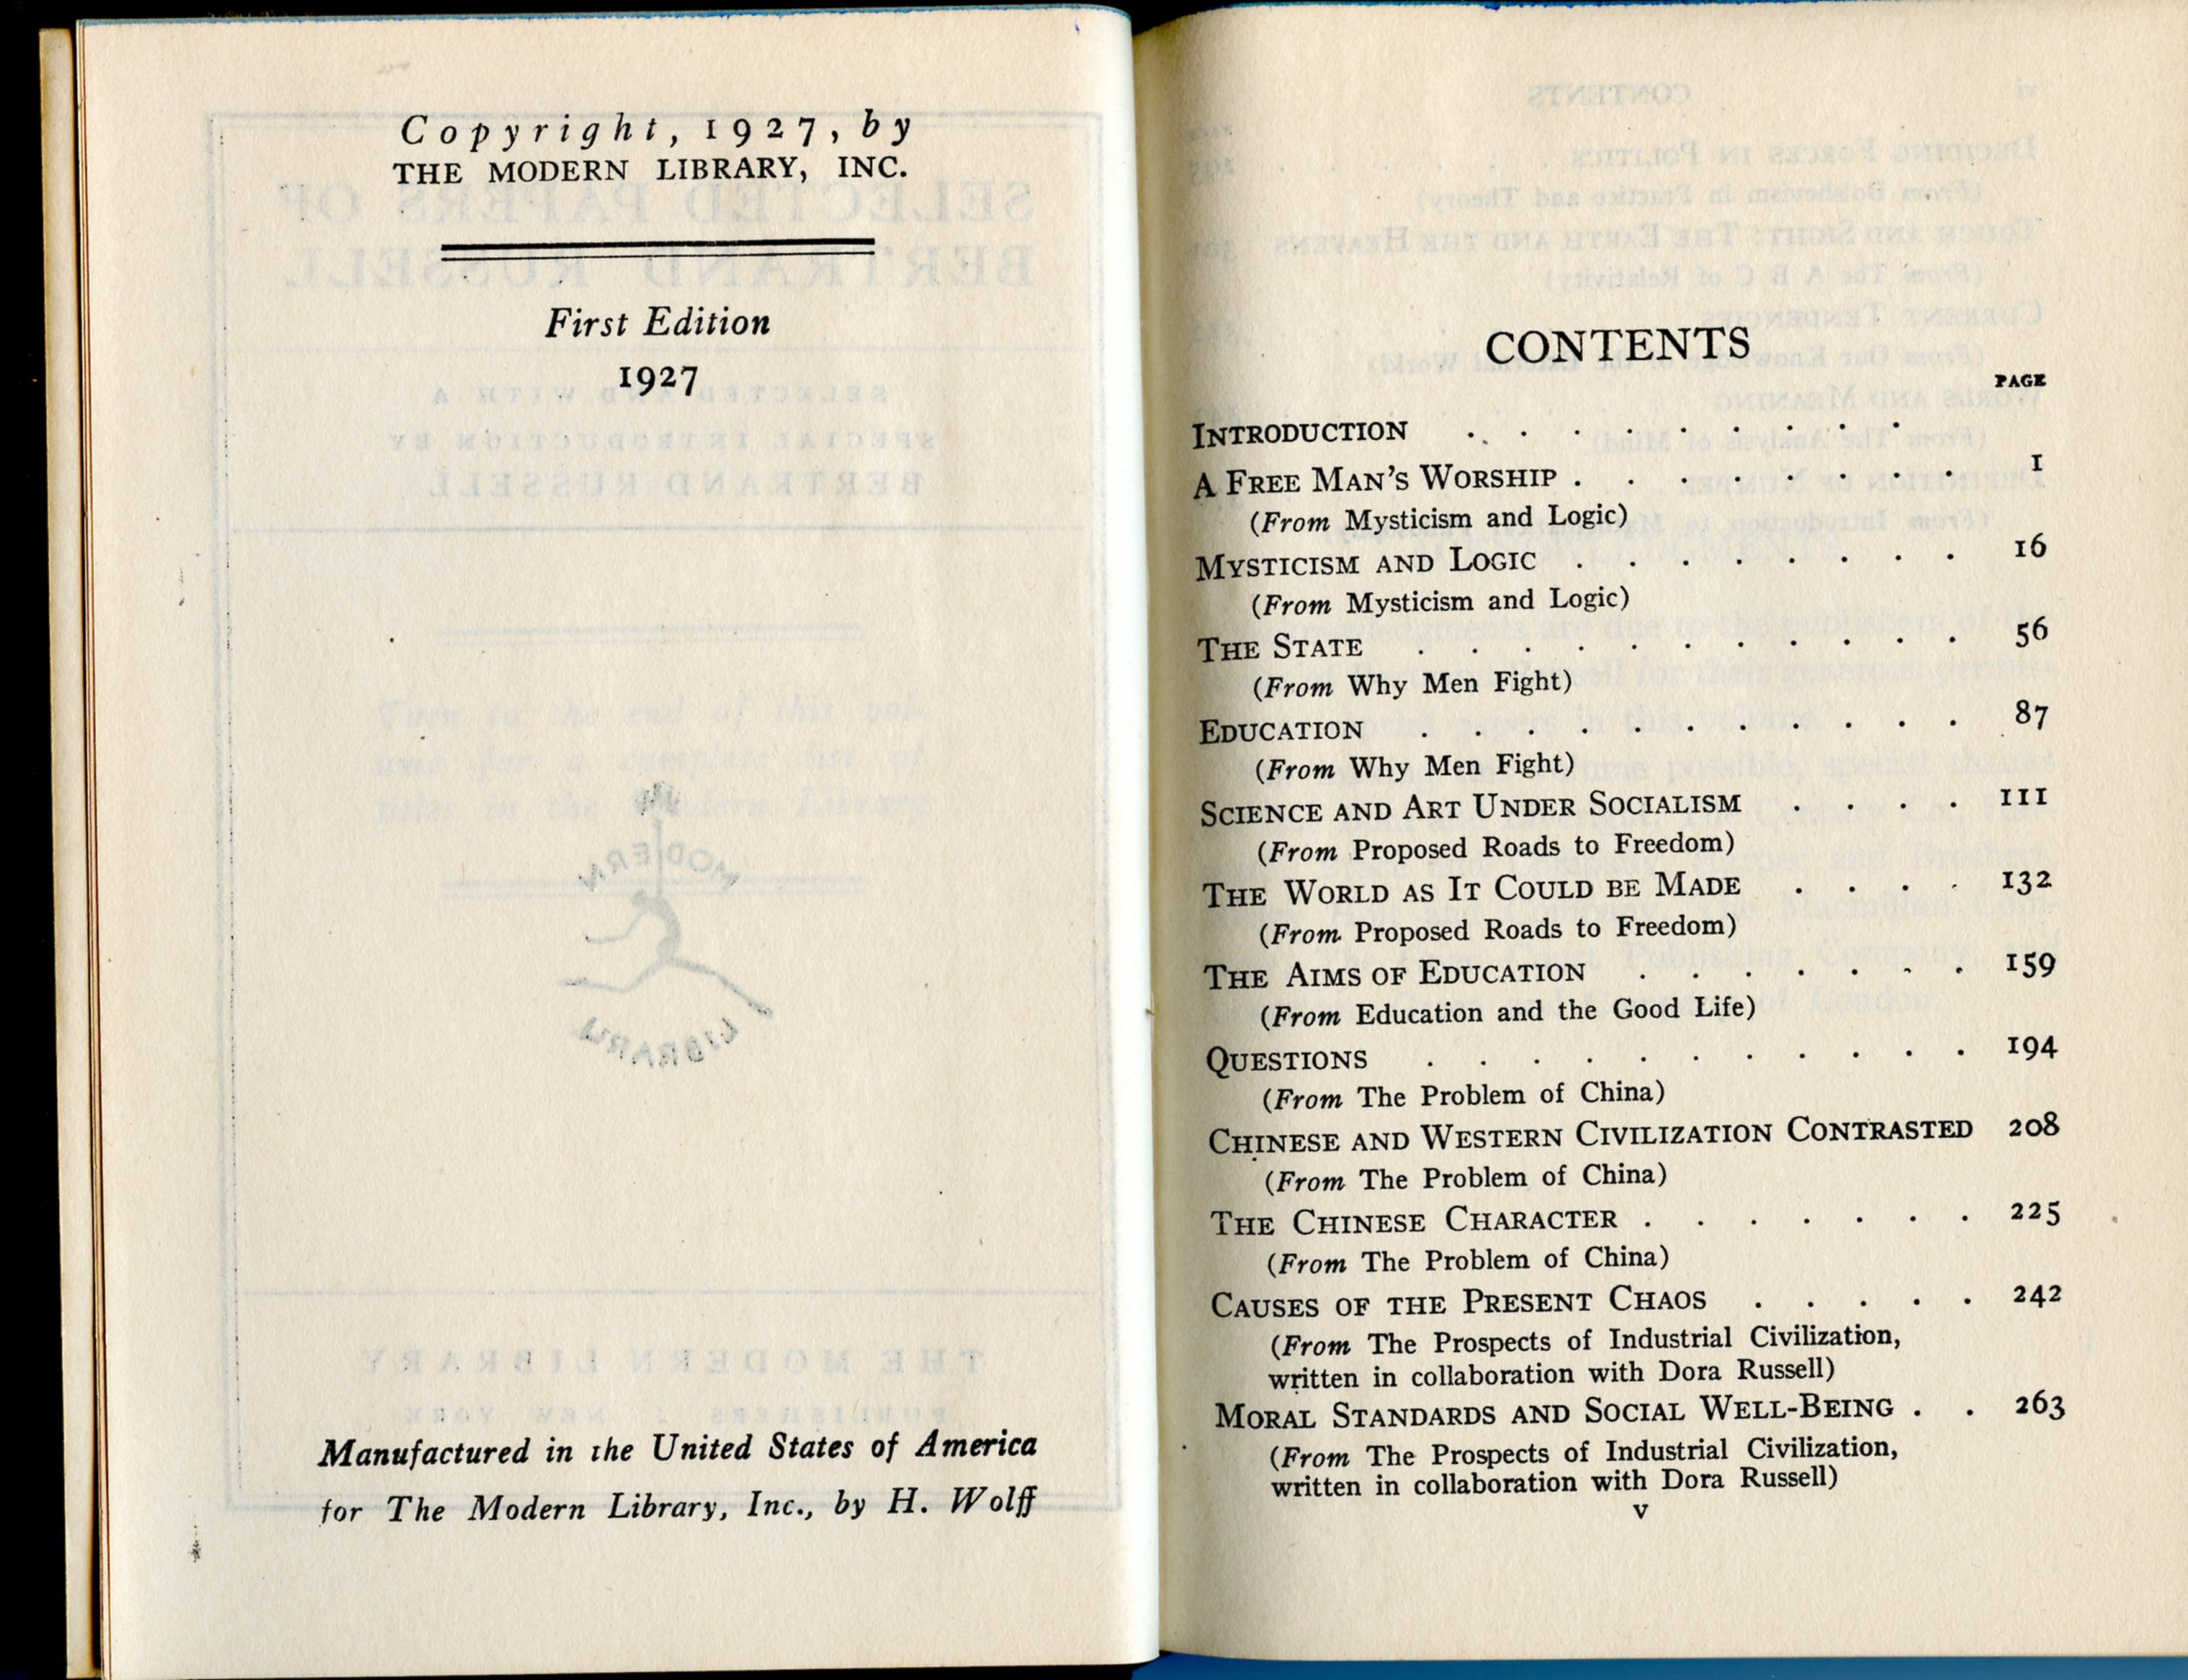 Copyright, 1927, by
THE MODERN LIBRARY, INC.
First Edition
1927
Manufactured in the United States of America
for The Modern Library, Inc., by H. Wolff
CONTENTS
PAGE
INTRODUCTION . . . . . . . . .
A FREE MAN'S WORSHIP . . . . . . . . 1
(From Mysticism and Logic)
MYSTICISM AND LOGIC . . . . . . . . 16
(From Mysticism and Logic)
THE STATE . . . . . . . . . . . 56
(From Why Men Fight)
EDUCATION . . . . . . . . . . . 87
(From Why Men Fight)
SCIENCE AND ART UNDER SOCIALISM . . . . 111
(From Proposed Roads to Freedom)
THE WORLD AS IT COULD BE MADE . . . . 132
(From Proposed Roads to Freedom)
THE AIMS OF EDUCATION . . . . . . . 159
(From Education and the Good Life)
QUESTIONS . . . . . . . . . . . 194
(From The Problem of China)
CHINESE AND WESTERN CIVILIZATION CONTRASTED 208
(From The Problem of China)
THE CHINESE CHARACTER . . . . . . . 225
(From The Problem of China)
CAUSES OF THE PRESENT CHAOS . . . . . 242
(From The Prospects of Industrial Civilization,
written in collaboration with Dora Russell)
MORAL STANDARDS AND SOCIAL WELL-BEING . . 263
(From The Prospects of Industrial Civilization,
written in collaboration with Dora Russell)
v